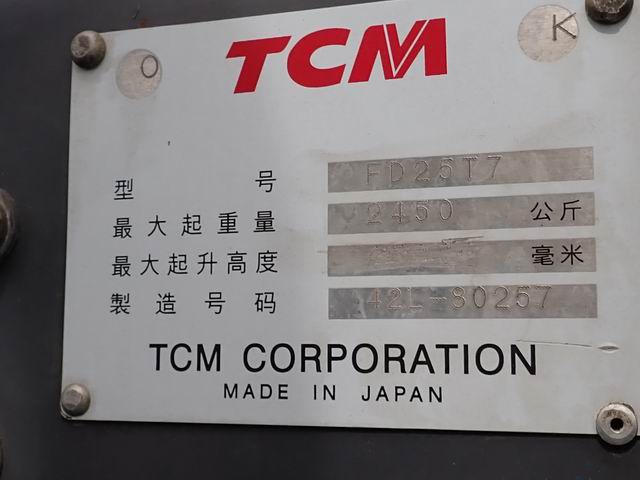 O K
TCM
型号 FD25T7
最大起重量 2450 公斤
最大起升高度 毫米
製造号码 42L-80257
TCM CORPORATION
MADE IN JAPAN